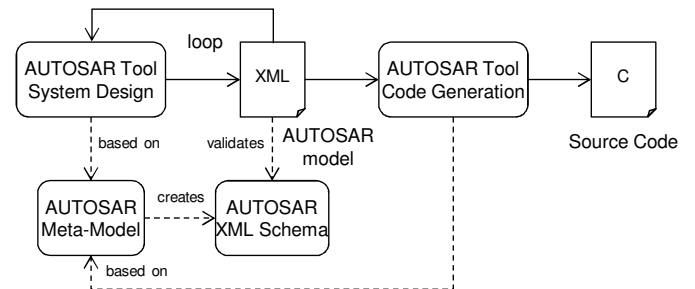 loop
AUTOSAR Tool
System Design
XML
AUTOSAR Tool
Code Generation
C
based on
validates
AUTOSAR
model
Source Code
AUTOSAR
Meta-Model
creates
AUTOSAR
XML Schema
based on